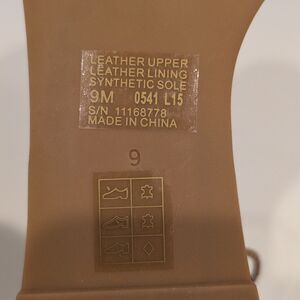 LEATHER UPPER
LEATHER LINING
SYNTHETIC SOLE
9M 0541 L15
S/N 11168778
MADE IN CHINA
9